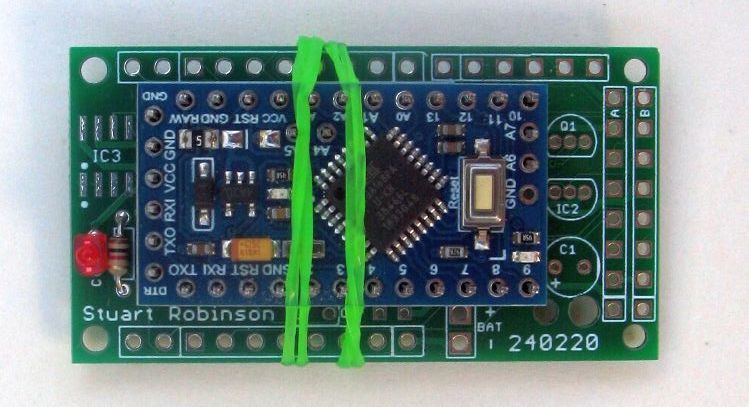 GND
RAW GND RST VCC
A2 A1 A0 13 12 11 10
A4
A7
A6
GND
A
B
Q1
IC3
IC2
C1
+
TXO RXI VCC GND
Reset
L
DTR
TXO RXI RST GND 2 3 4 5 6 7 8 9
Stuart Robinson
+
BAT
-
240220